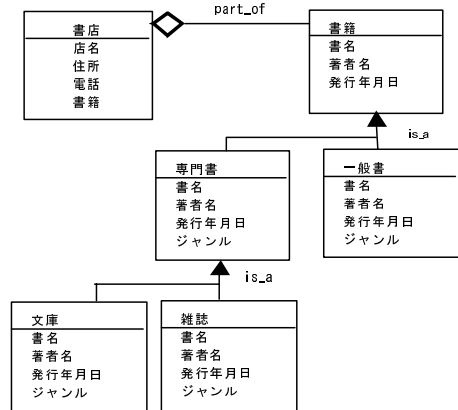 part_of
書店
店名
住所
電話
書籍
書籍
書名
著者名
発行年月日
is_a
専門書
書名
著者名
発行年月日
ジャンル
一般書
書名
著者名
発行年月日
ジャンル
is_a
文庫
書名
著者名
発行年月日
ジャンル
雑誌
書名
著者名
発行年月日
ジャンル